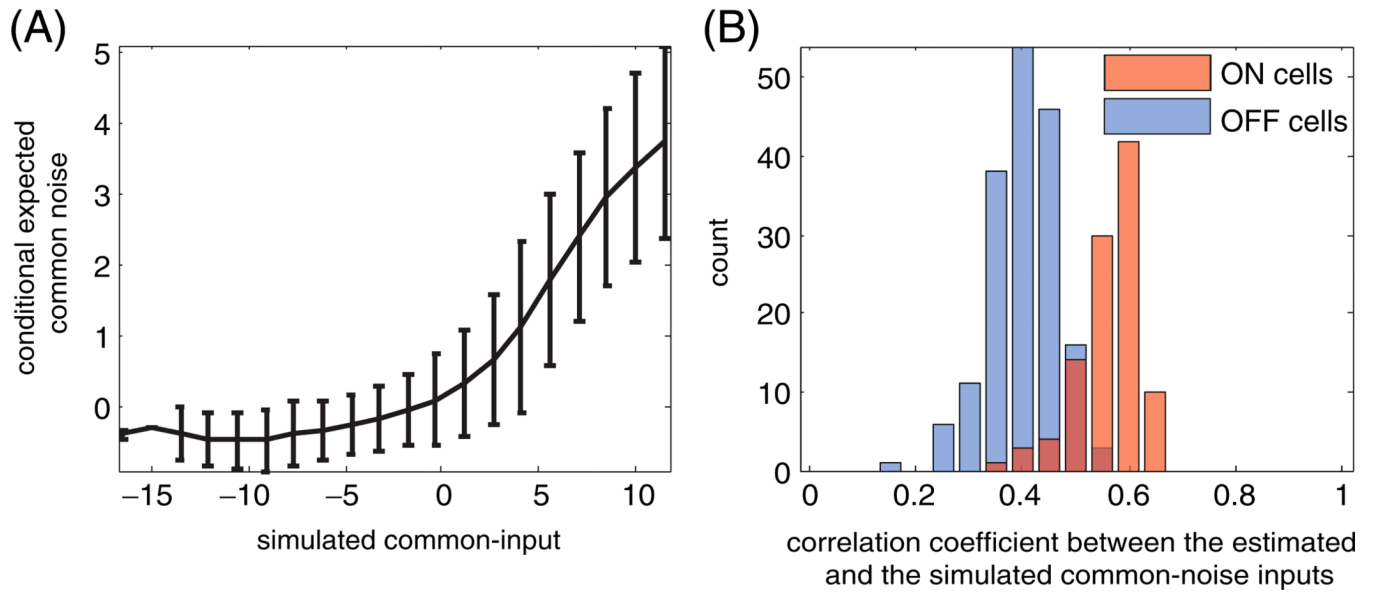 (A)
5
4
3
2
1
0
conditional expected
common noise
−15
−10
−5
0
5
10
simulated common-input
(B)
50
40
30
20
10
0
count
ON cells
OFF cells
0
0.2
0.4
0.6
0.8
1
correlation coefficient between the estimated
and the simulated common-noise inputs